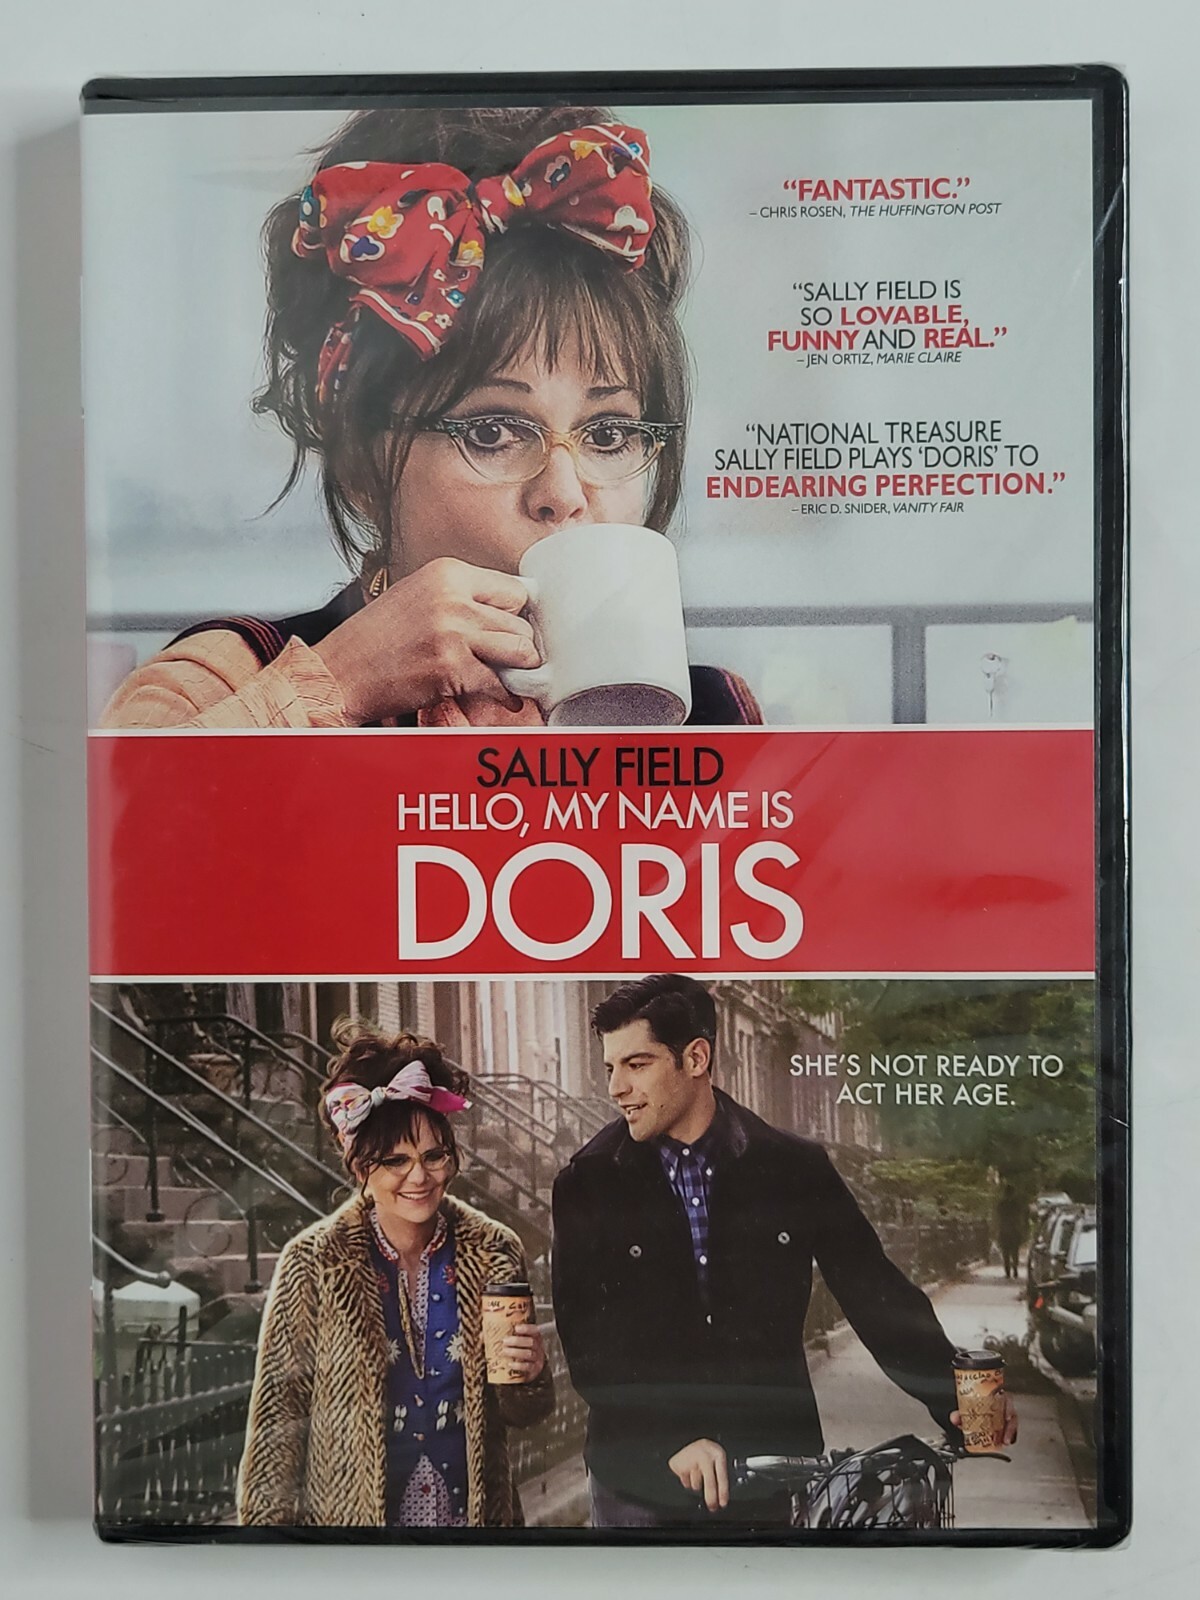 “FANTASTIC.”
– CHRIS ROSEN, THE HUFFINGTON POST
“SALLY FIELD IS
SO LOVABLE,
FUNNY AND REAL.”
– JEN ORTIZ, MARIE CLAIRE
“NATIONAL TREASURE
SALLY FIELD PLAYS ‘DORIS’ TO
ENDEARING PERFECTION.”
– ERIC D. SNIDER, VANITY FAIR
SALLY FIELD
HELLO, MY NAME IS
DORIS
SHE’S NOT READY TO
ACT HER AGE.